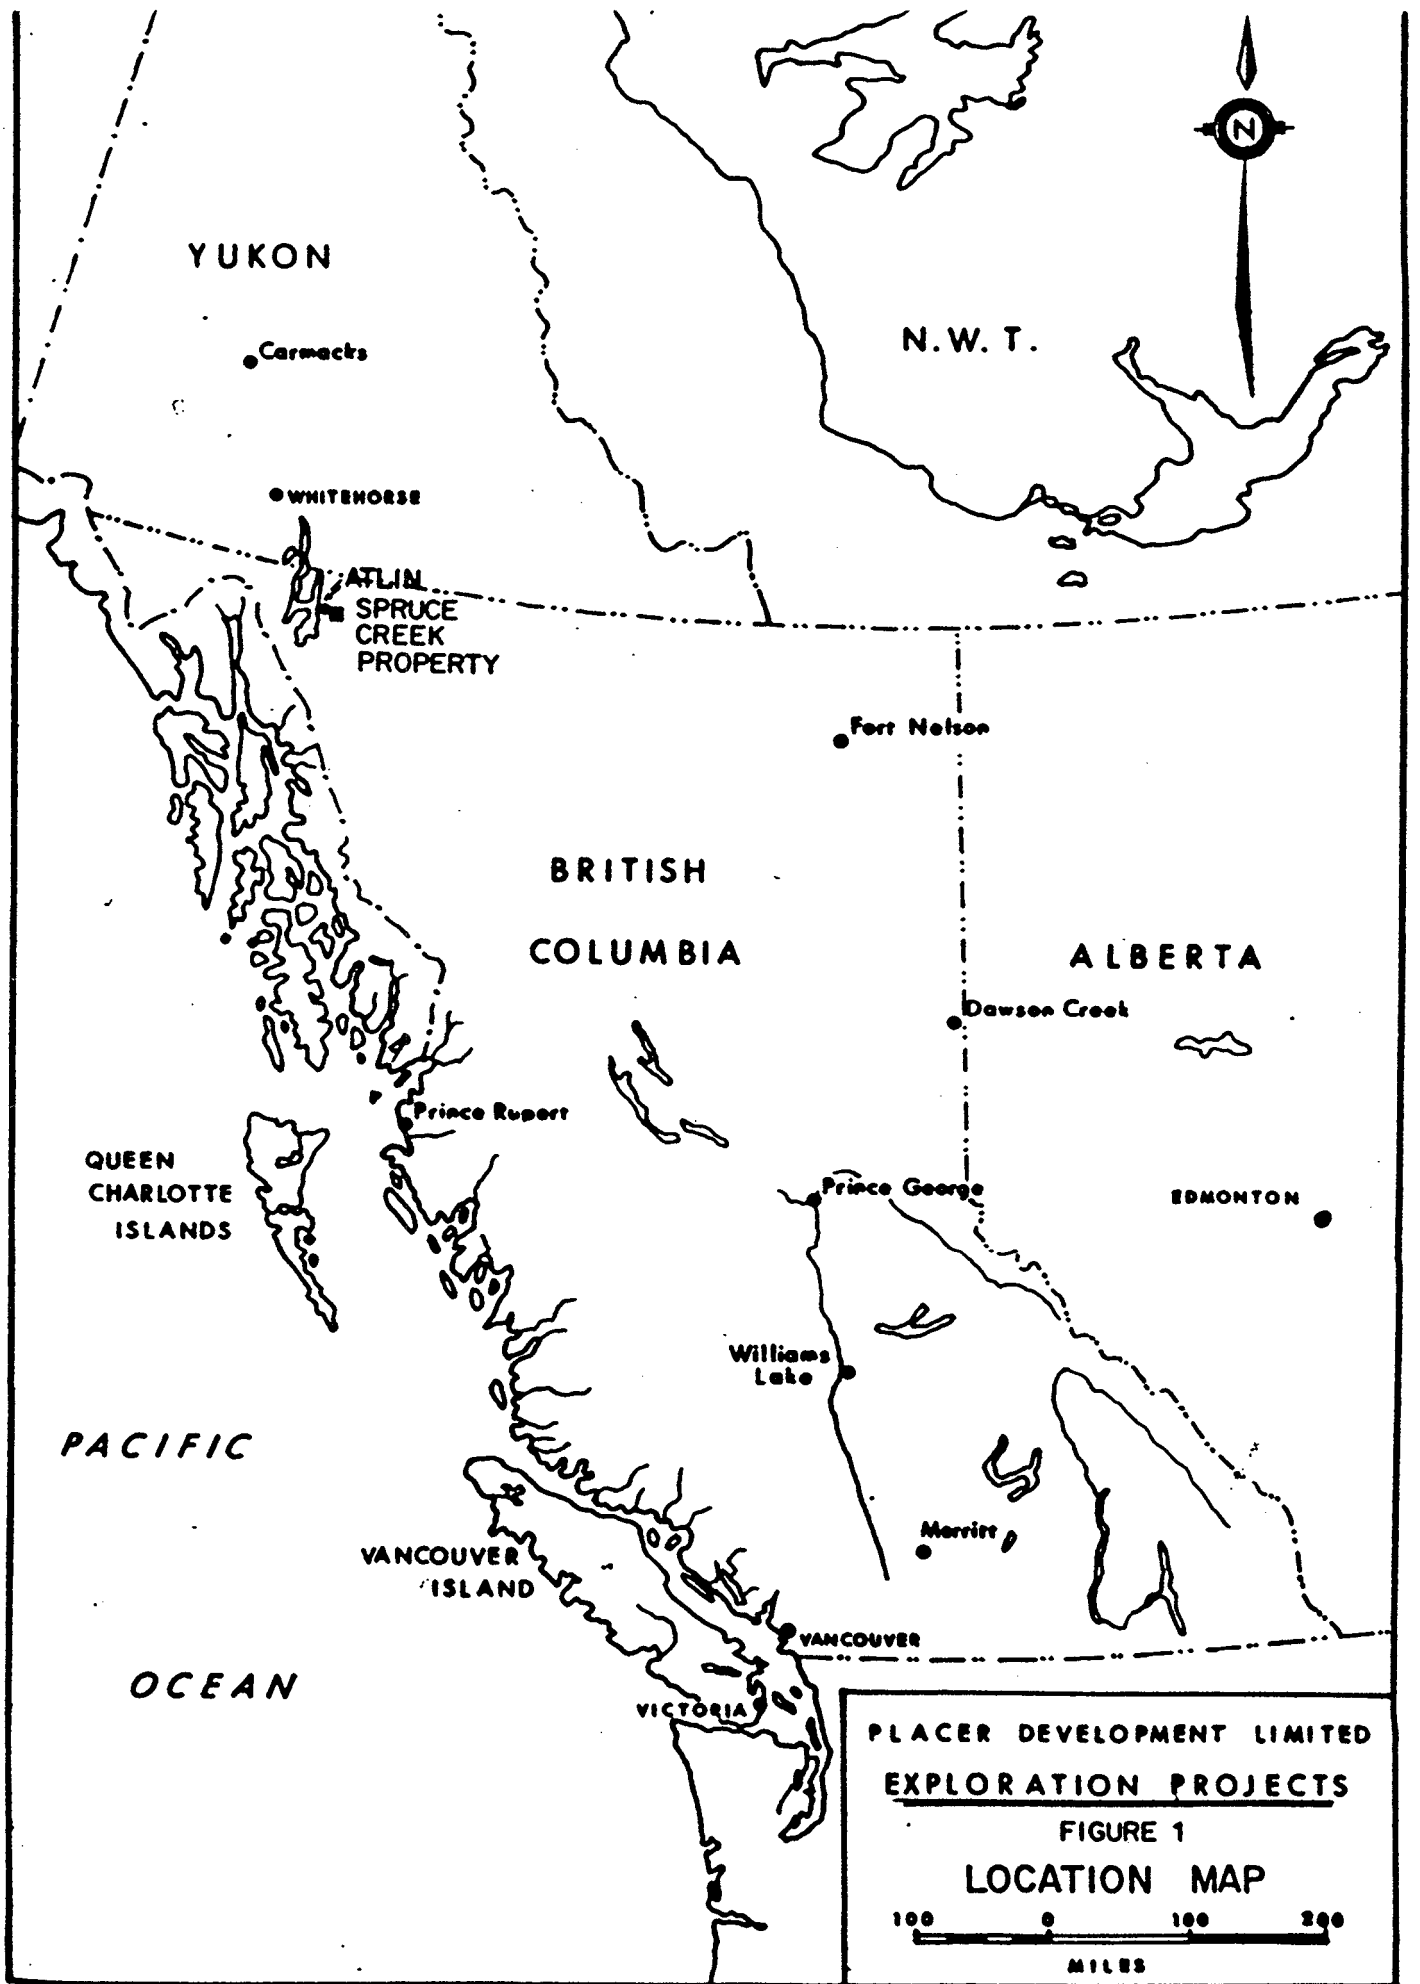 N
YUKON
Carmacks
N.W.T.
WHITEHORSE
ATLIN
SPRUCE
CREEK
PROPERTY
Fort Nelson
BRITISH
COLUMBIA
ALBERTA
Dawson Creek
Prince Rupert
QUEEN
CHARLOTTE
ISLANDS
Prince George
EDMONTON
Williams
Lake
PACIFIC
Merritt
VANCOUVER
ISLAND
VANCOUVER
OCEAN
VICTORIA
PLACER DEVELOPMENT LIMITED
EXPLORATION PROJECTS
FIGURE 1
LOCATION MAP
100 0 100 200
MILES